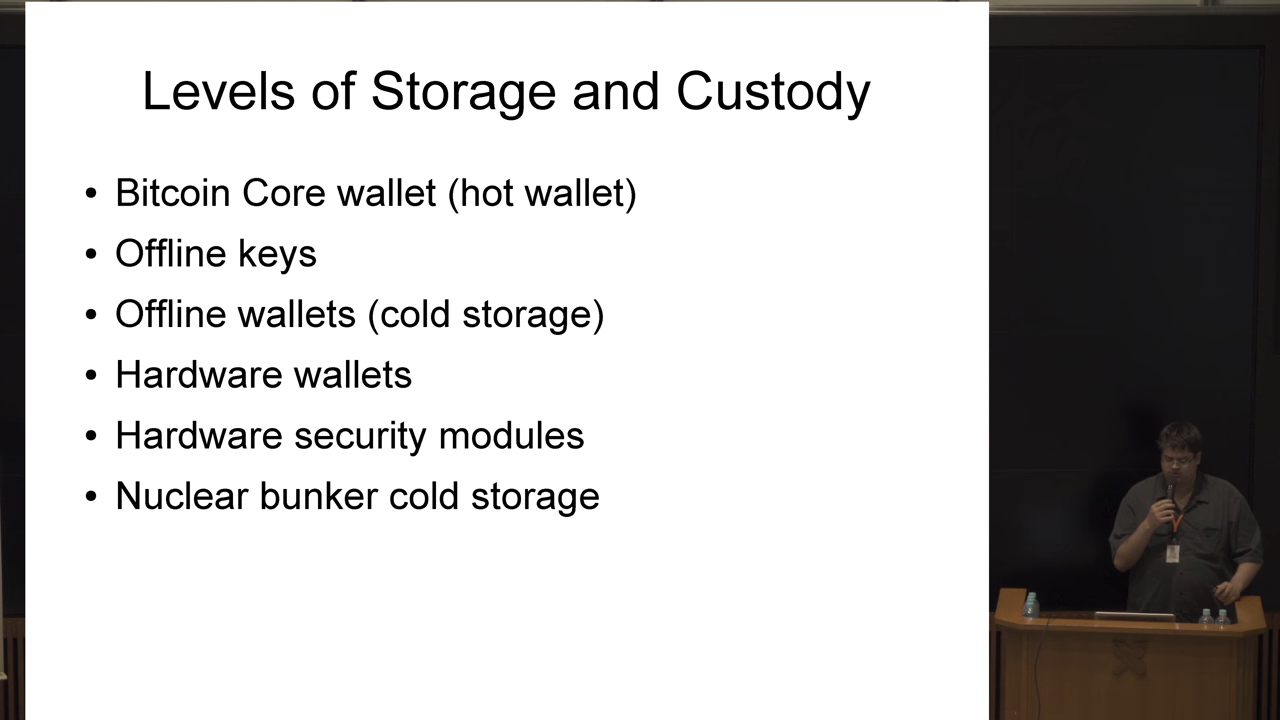 Levels of Storage and Custody
• Bitcoin Core wallet (hot wallet)
• Offline keys
• Offline wallets (cold storage)
• Hardware wallets
• Hardware security modules
• Nuclear bunker cold storage